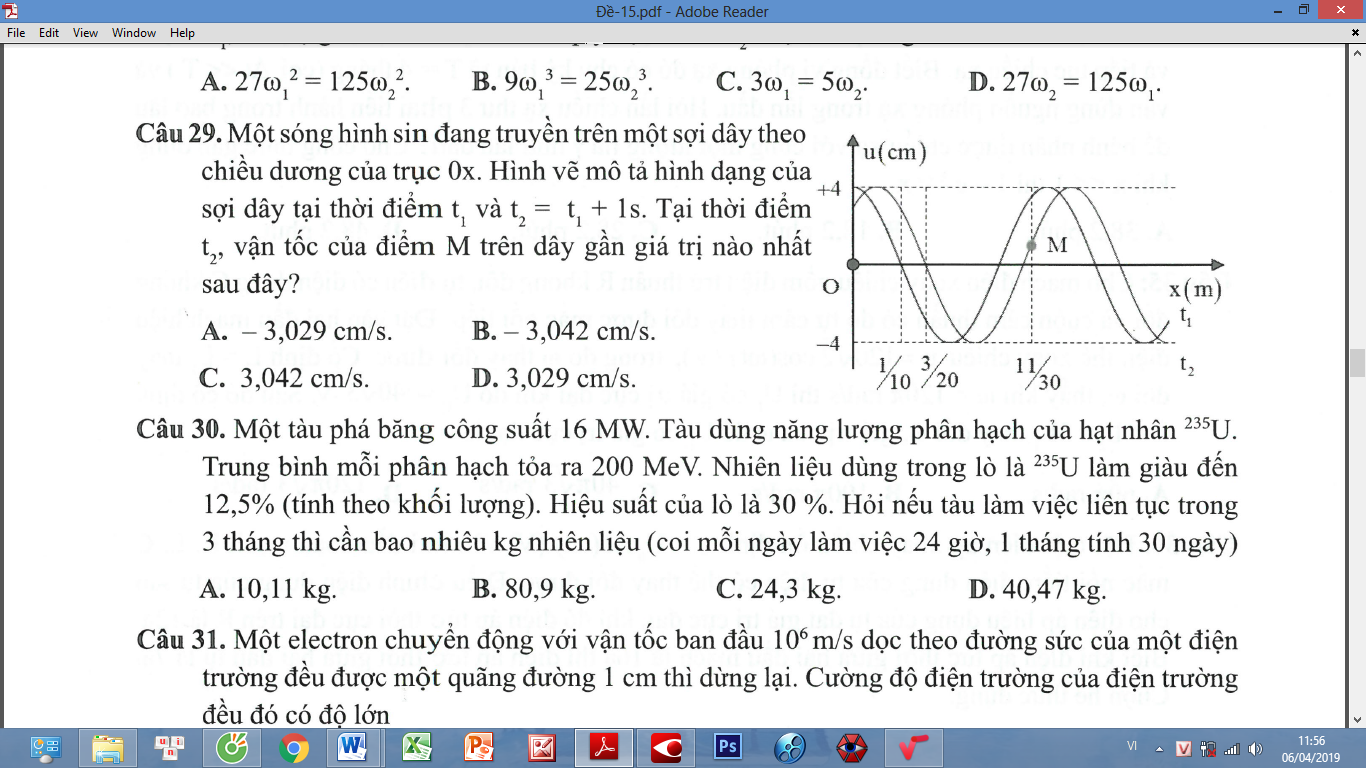 Đề-15.pdf - Adobe Reader
File Edit View Window Help
A. 27ω₁² = 125ω₂². B. 9ω₁³ = 25ω₂³. C. 3ω₁ = 5ω₂. D. 27ω₂ = 125ω₁.
Câu 29. Một sóng hình sin đang truyền trên một sợi dây theo
chiều dương của trục 0x. Hình vẽ mô tả hình dạng của
sợi dây tại thời điểm t₁ và t₂ = t₁ + 1s. Tại thời điểm
t₂, vận tốc của điểm M trên dây gần giá trị nào nhất
sau đây?
A. – 3,029 cm/s. B. – 3,042 cm/s.
C. 3,042 cm/s. D. 3,029 cm/s.
u(cm)
+4
M
O
x(m)
t₁
–4
t₂
1/10 3/20 11/30
Câu 30. Một tàu phá băng công suất 16 MW. Tàu dùng năng lượng phân hạch của hạt nhân ²³⁵U.
Trung bình mỗi phân hạch tỏa ra 200 MeV. Nhiên liệu dùng trong lò là ²³⁵U làm giàu đến
12,5% (tính theo khối lượng). Hiệu suất của lò là 30 %. Hỏi nếu tàu làm việc liên tục trong
3 tháng thì cần bao nhiêu kg nhiên liệu (coi mỗi ngày làm việc 24 giờ, 1 tháng tính 30 ngày)
A. 10,11 kg. B. 80,9 kg. C. 24,3 kg. D. 40,47 kg.
Câu 31. Một electron chuyển động với vận tốc ban đầu 10⁶ m/s dọc theo đường sức của một điện
trường đều được một quãng đường 1 cm thì dừng lại. Cường độ điện trường của điện trường
đều đó có độ lớn
VI
11:56
06/04/2019